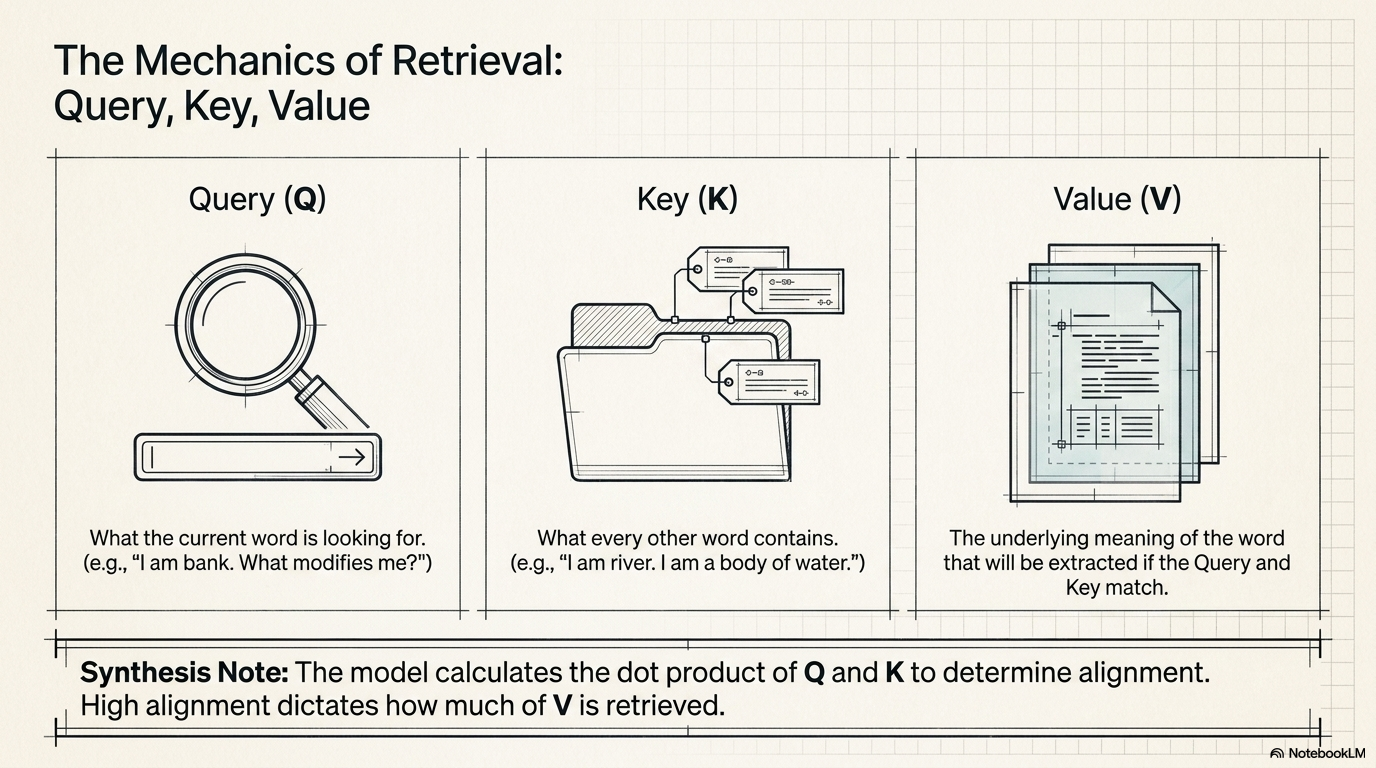 The Mechanics of Retrieval:
Query, Key, Value
Query (Q)
What the current word is looking for.
(e.g., “I am bank. What modifies me?”)
Key (K)
What every other word contains.
(e.g., “I am river. I am a body of water.”)
Value (V)
The underlying meaning of the word
that will be extracted if the Query and
Key match.
Synthesis Note: The model calculates the dot product of Q and K to determine alignment.
High alignment dictates how much of V is retrieved.
NotebookLM